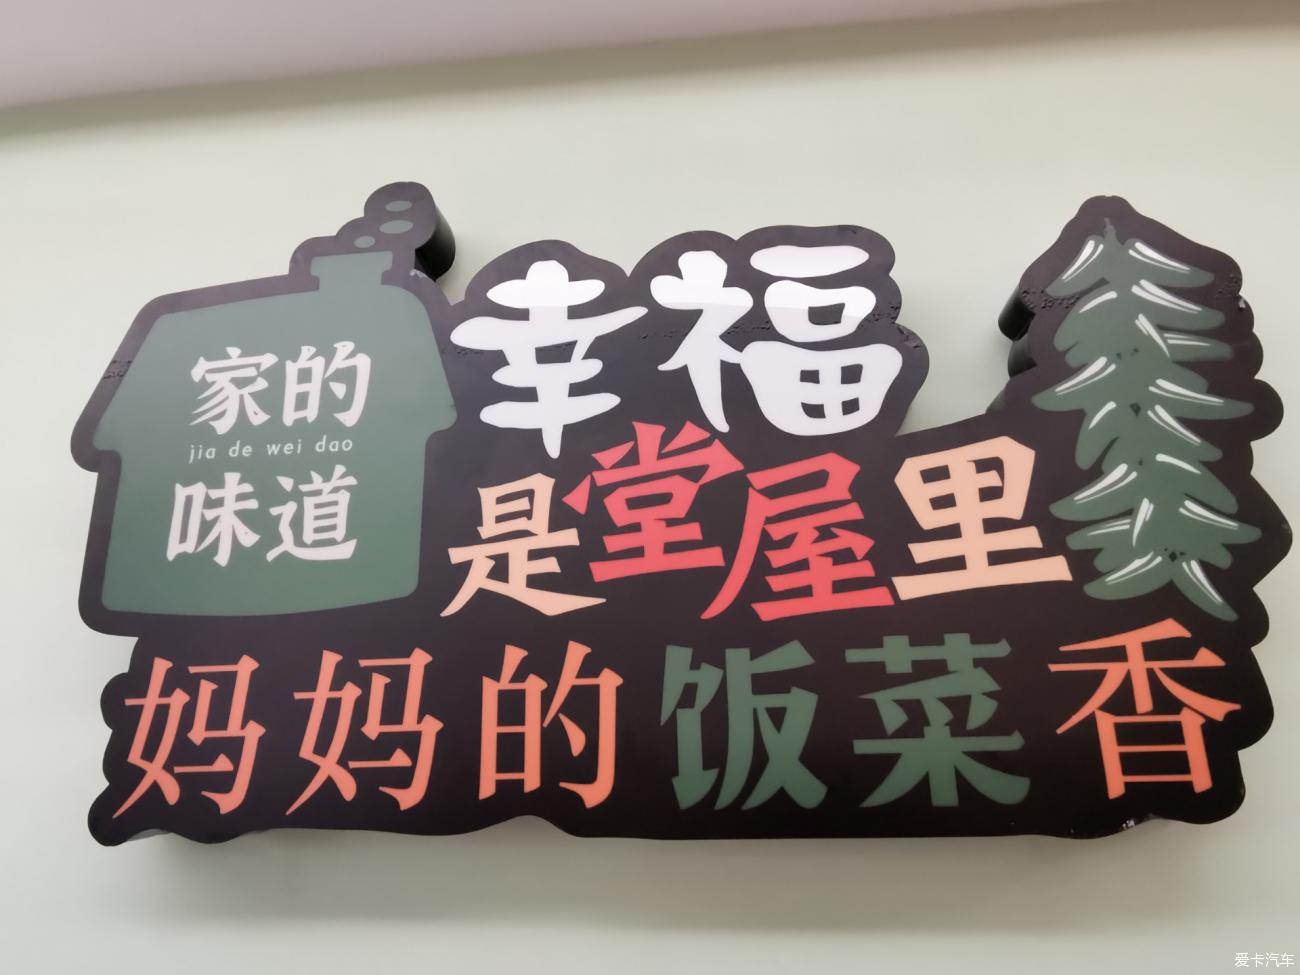 家的
jia de wei dao
味道
幸福
是堂屋里
妈妈的饭菜香
爱卡汽车